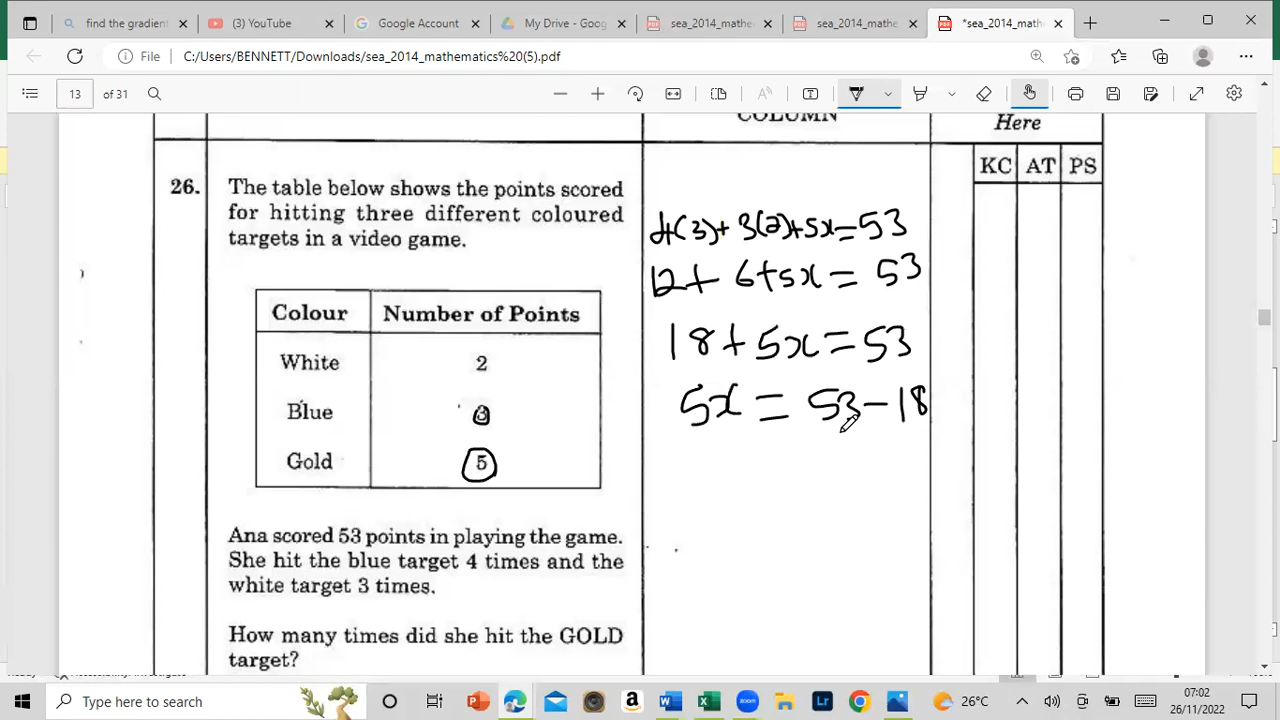 find the gradient
(3) YouTube
Google Account
My Drive - Goog
sea_2014_mathe
sea_2014_mathe
*sea_2014_math
File
C:/Users/BENNETT/Downloads/sea_2014_mathematics%20(5).pdf
13 of 31
COLUMN
Here
KC AT PS
26. The table below shows the points scored
for hitting three different coloured
targets in a video game.
Colour Number of Points
White 2
Blue 3
Gold 5
Ana scored 53 points in playing the game.
She hit the blue target 4 times and the
white target 3 times.
How many times did she hit the GOLD
target?
4(3)+3(2)+5x=53
12+6+5x=53
18+5x=53
5x=53-18
Type here to search
26°C
07:02
26/11/2022